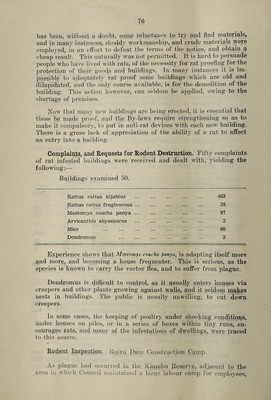 76
has been, without a doubt, some reluctance to try and find materials,
and in many instances, shoddy workmanship, and crude materials were
employed, in an effort to defeat the terms of the notice, and obtain a
cheap result. This naturally was not permitted. It is hard to persuade
people who have lived with rats, of the necessity for rat proofing for the
protection of their goods and buildings. In many instances it is im-
possible to adequately rat proof some buildings which are old and
dilapidated, and the only course available, is for the demolition of the
building. This action however, can seldom be applied, owing to the
shortage of premises.
Now that many new buildings are being erected, it is essential that
these be made proof, and the By-laws require strengthening so as to
make it compulsory, to put in anti-rat devices with each new building.
There is a gross lack of appreciation of the ability of a rat to affect
an entry into a building.
Complaints, and Requests for Rodent Destruction. Fifty complaints
of rat infested buildings were received and dealt with, yielding the
following:—
Buildings examined 50.
Rattus rattus kijabius ... ... ... ... 403
Rattus rattus frugivorous ... ... ... ... 28
Mastomys coucha panya ... ... ... ... 97
Arvicanthis abyssinicus ... ... ... ... 2
Mice ... ... ... ... 60
Dendromus ... ... ... ... 2
Experience shows that Mastomys coucha panya, is adapting itself more
and more, and becoming a house frequenter. This is serious, as the
species is known to carry the vector flea, and to suffer from plague.
Dendromus is difficult to control, as it usually enters houses via
creepers and other plants growing against walls, and it seldom makes
nests in buildings. The public is usually unwilling, to cut down
creepers.
In some cases, the keeping of poultry under shocking conditions,
under houses on piles, or in a series of boxes within tiny runs, en-
courages rats, and many of the infestations of dwellings, were traced
to this source.
Rodent Inspection. Ruiru Dam Construction Camp.
As plague had occurred in the Kiambu Reserve, adjacent to the
area in which Council maintained a large labour camp for employees,